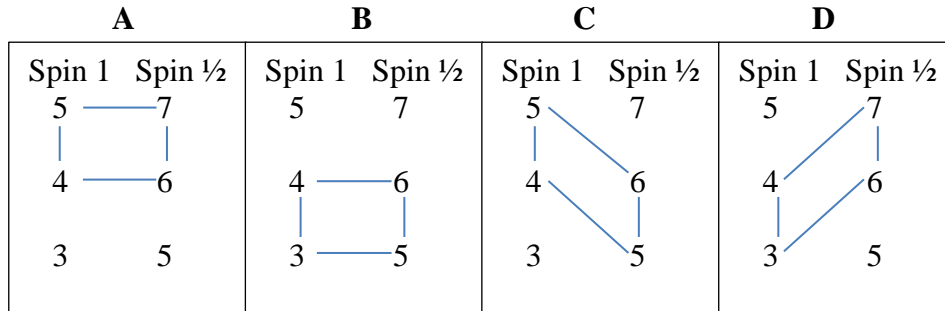 A B C D
Spin 1 Spin ½ Spin 1 Spin ½ Spin 1 Spin ½ Spin 1 Spin ½
5 7 5 7 5 7 5 7
4 6 4 6 4 6 4 6
3 5 3 5 3 5 3 5